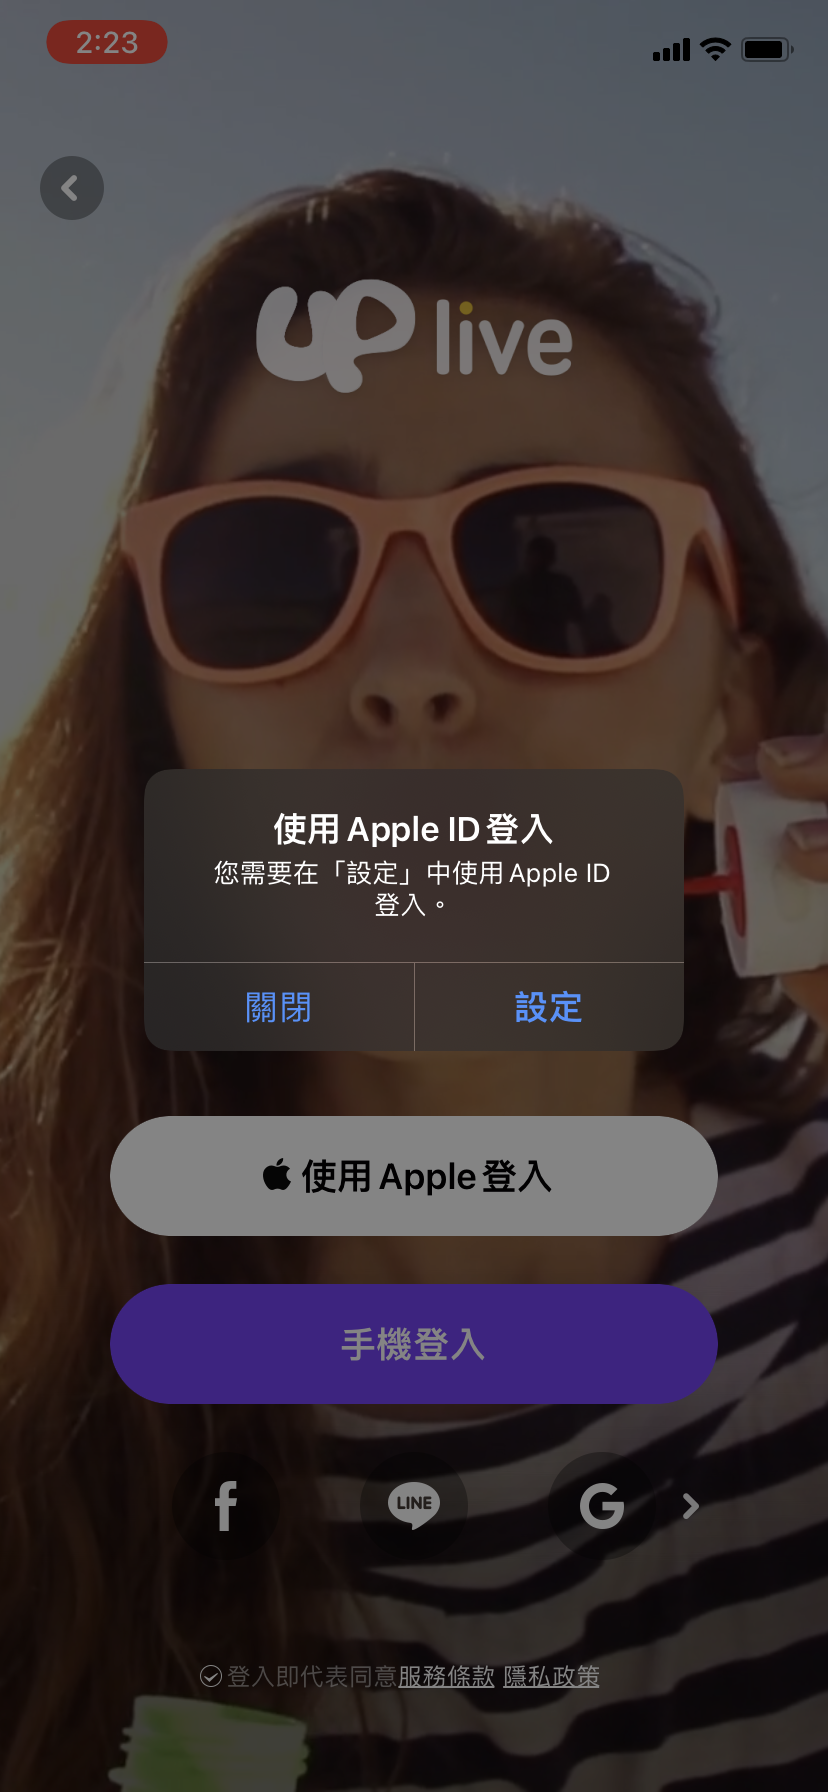 2:23
UP live
使用 Apple ID 登入
您需要在「設定」中使用 Apple ID
登入。
關閉
設定
使用 Apple 登入
手機登入
f
LINE
G
登入即代表同意服務條款 隱私政策